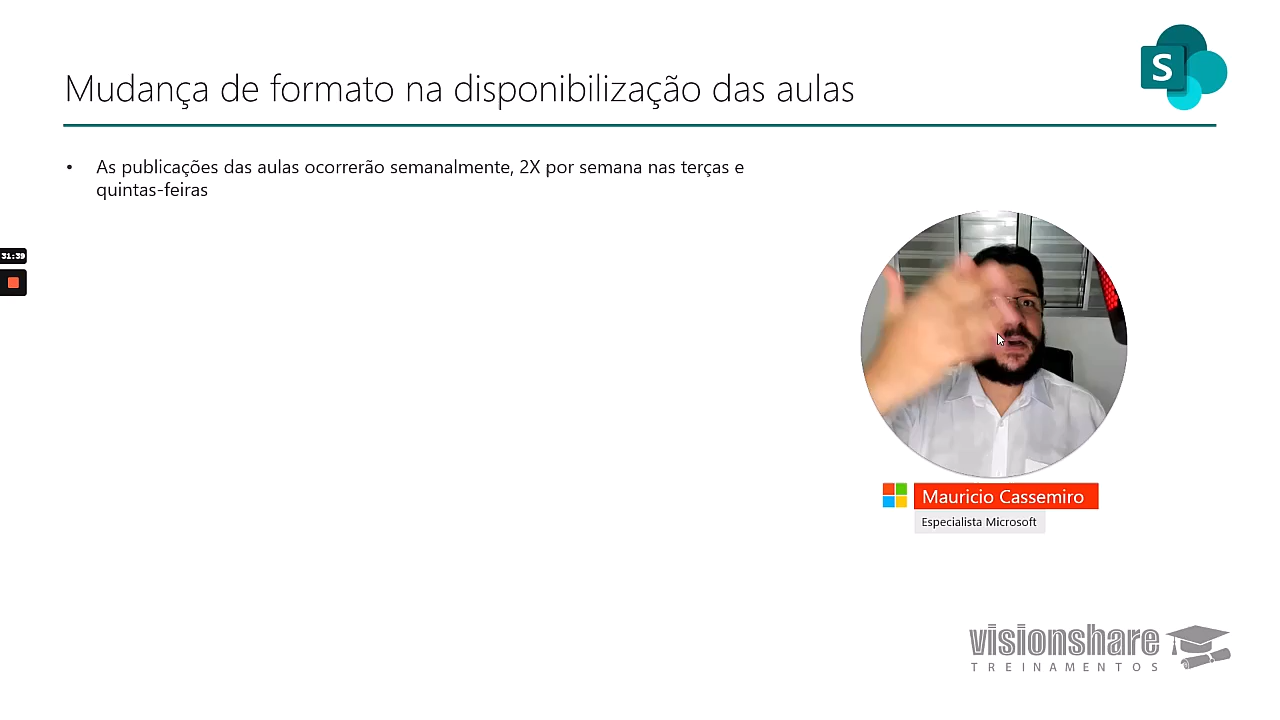 Mudança de formato na disponibilização das aulas
S
• As publicações das aulas ocorrerão semanalmente, 2X por semana nas terças e
quintas-feiras
31:39
Mauricio Cassemiro
Especialista Microsoft
visionshare
TREINAMENTOS